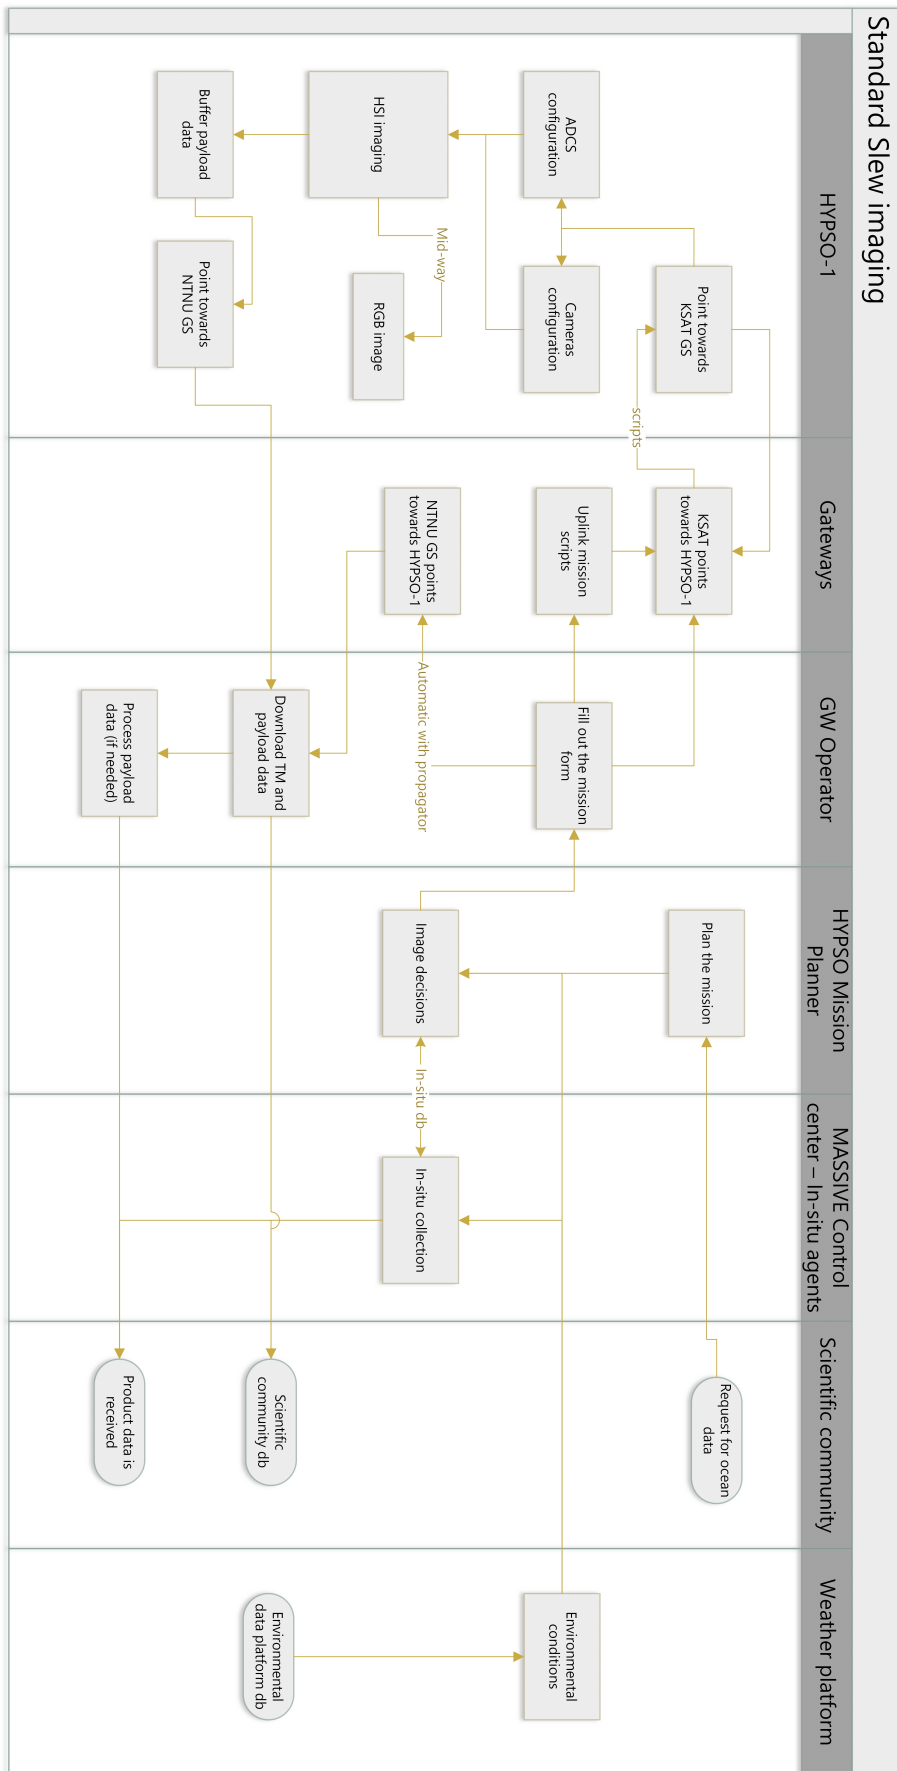 Standard Slew imaging
HYPSO-1
Gateways
GW Operator
HYPSO Mission
Planner
MASSIVE Control
center – In-situ agents
Scientific community
Weather platform
Point towards
KSAT GS
scripts
ADCS
configuration
Cameras
configuration
HSI imaging
Mid-way
RGB image
Buffer payload
data
Point towards
NTNU GS
KSAT points
towards HYPSO-1
Uplink mission
scripts
NTNU GS points
towards HYPSO-1
Fill out the mission
form
Automatic with propagator
Download TM and
payload data
Process payload
data (if needed)
Plan the mission
Image decisions
In-situ db
In-situ collection
Request for ocean
data
Scientific
community db
Product data is
received
Environmental
conditions
Environmental
data platform db